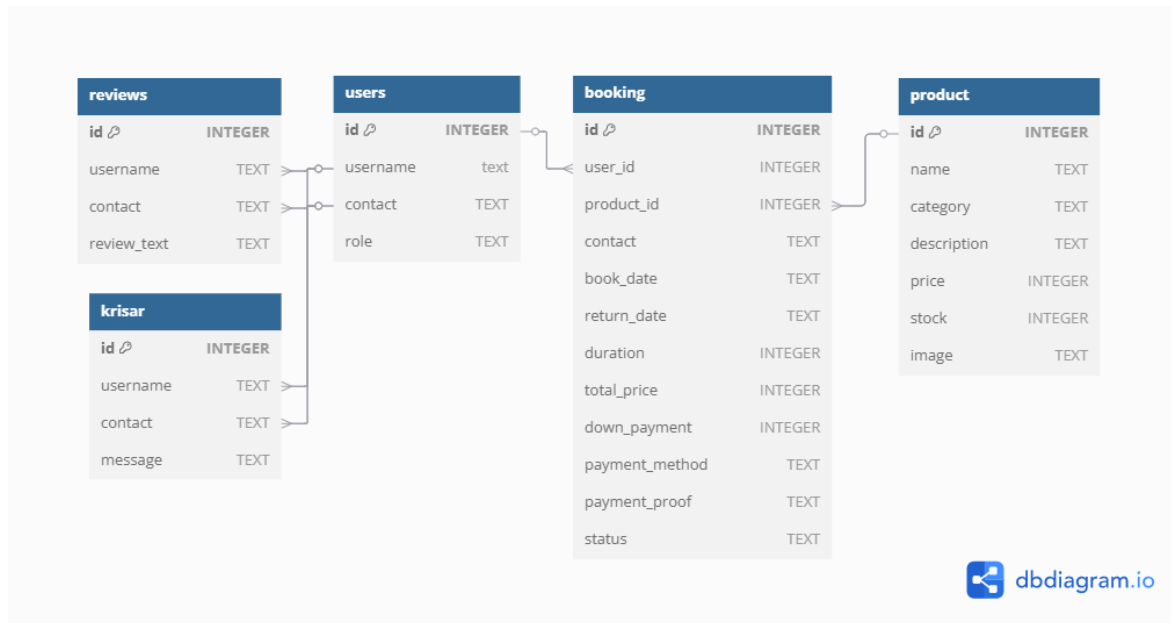 reviews
id INTEGER
username TEXT
contact TEXT
review_text TEXT
krisar
id INTEGER
username TEXT
contact TEXT
message TEXT
users
id INTEGER
username text
contact TEXT
role TEXT
booking
id INTEGER
user_id INTEGER
product_id INTEGER
contact TEXT
book_date TEXT
return_date TEXT
duration INTEGER
total_price INTEGER
down_payment INTEGER
payment_method TEXT
payment_proof TEXT
status TEXT
product
id INTEGER
name TEXT
category TEXT
description TEXT
price INTEGER
stock INTEGER
image TEXT
dbdiagram.io